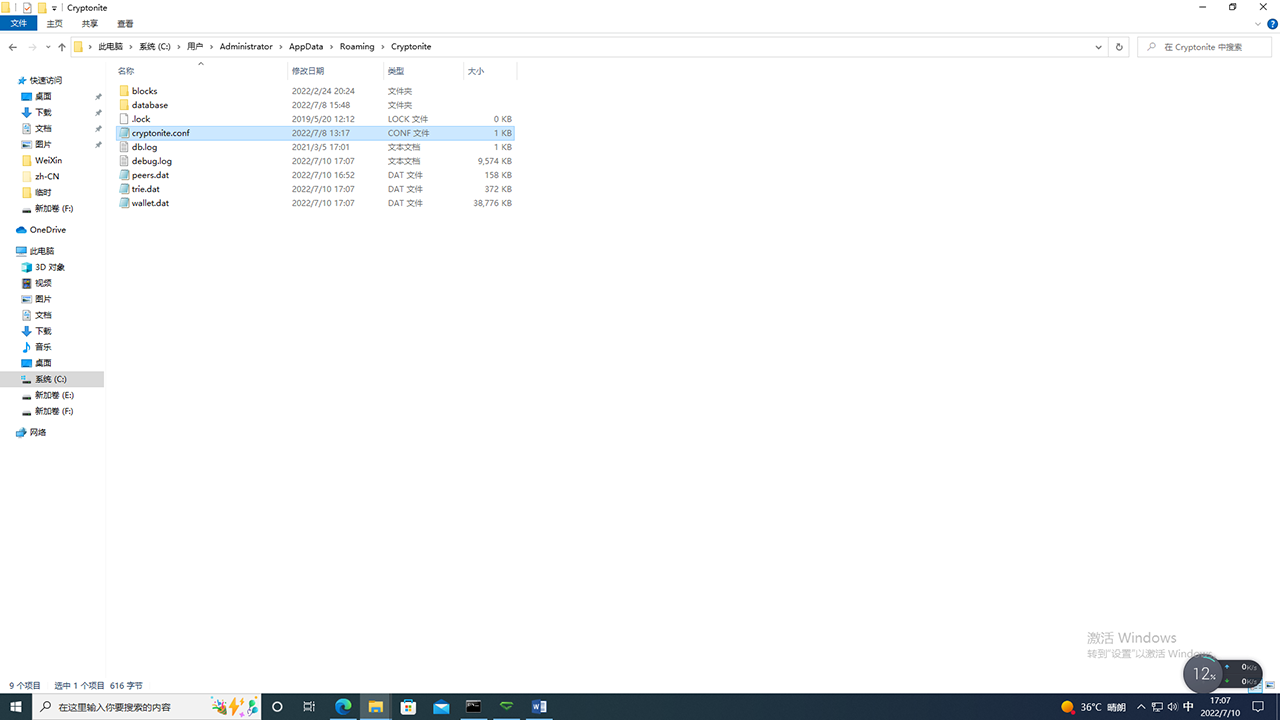 Cryptonite
文件 主页 共享 查看
此电脑 系统 (C:) 用户 Administrator AppData Roaming Cryptonite 在 Cryptonite 中搜索
名称 修改日期 类型 大小
快速访问
桌面
下载
文档
图片
WeiXin
zh-CN
临时
新加卷 (F:)
OneDrive
此电脑
3D 对象
视频
图片
文档
下载
音乐
桌面
系统 (C:)
新加卷 (E:)
新加卷 (F:)
网络
blocks 2022/2/24 20:24 文件夹
database 2022/7/8 15:48 文件夹
.lock 2019/5/20 12:12 LOCK 文件 0 KB
cryptonite.conf 2022/7/8 13:17 CONF 文件 1 KB
db.log 2021/3/5 17:01 文本文档 1 KB
debug.log 2022/7/10 17:07 文本文档 9,574 KB
peers.dat 2022/7/10 16:52 DAT 文件 158 KB
trie.dat 2022/7/10 17:07 DAT 文件 372 KB
wallet.dat 2022/7/10 17:07 DAT 文件 38,776 KB
激活 Windows
转到"设置"以激活 Windows。
12% 0K/s
0K/s
9 个项目 选中 1 个项目 616 字节
在这里输入你要搜索的内容
36°C 晴朗 中 17:07
2022/7/10